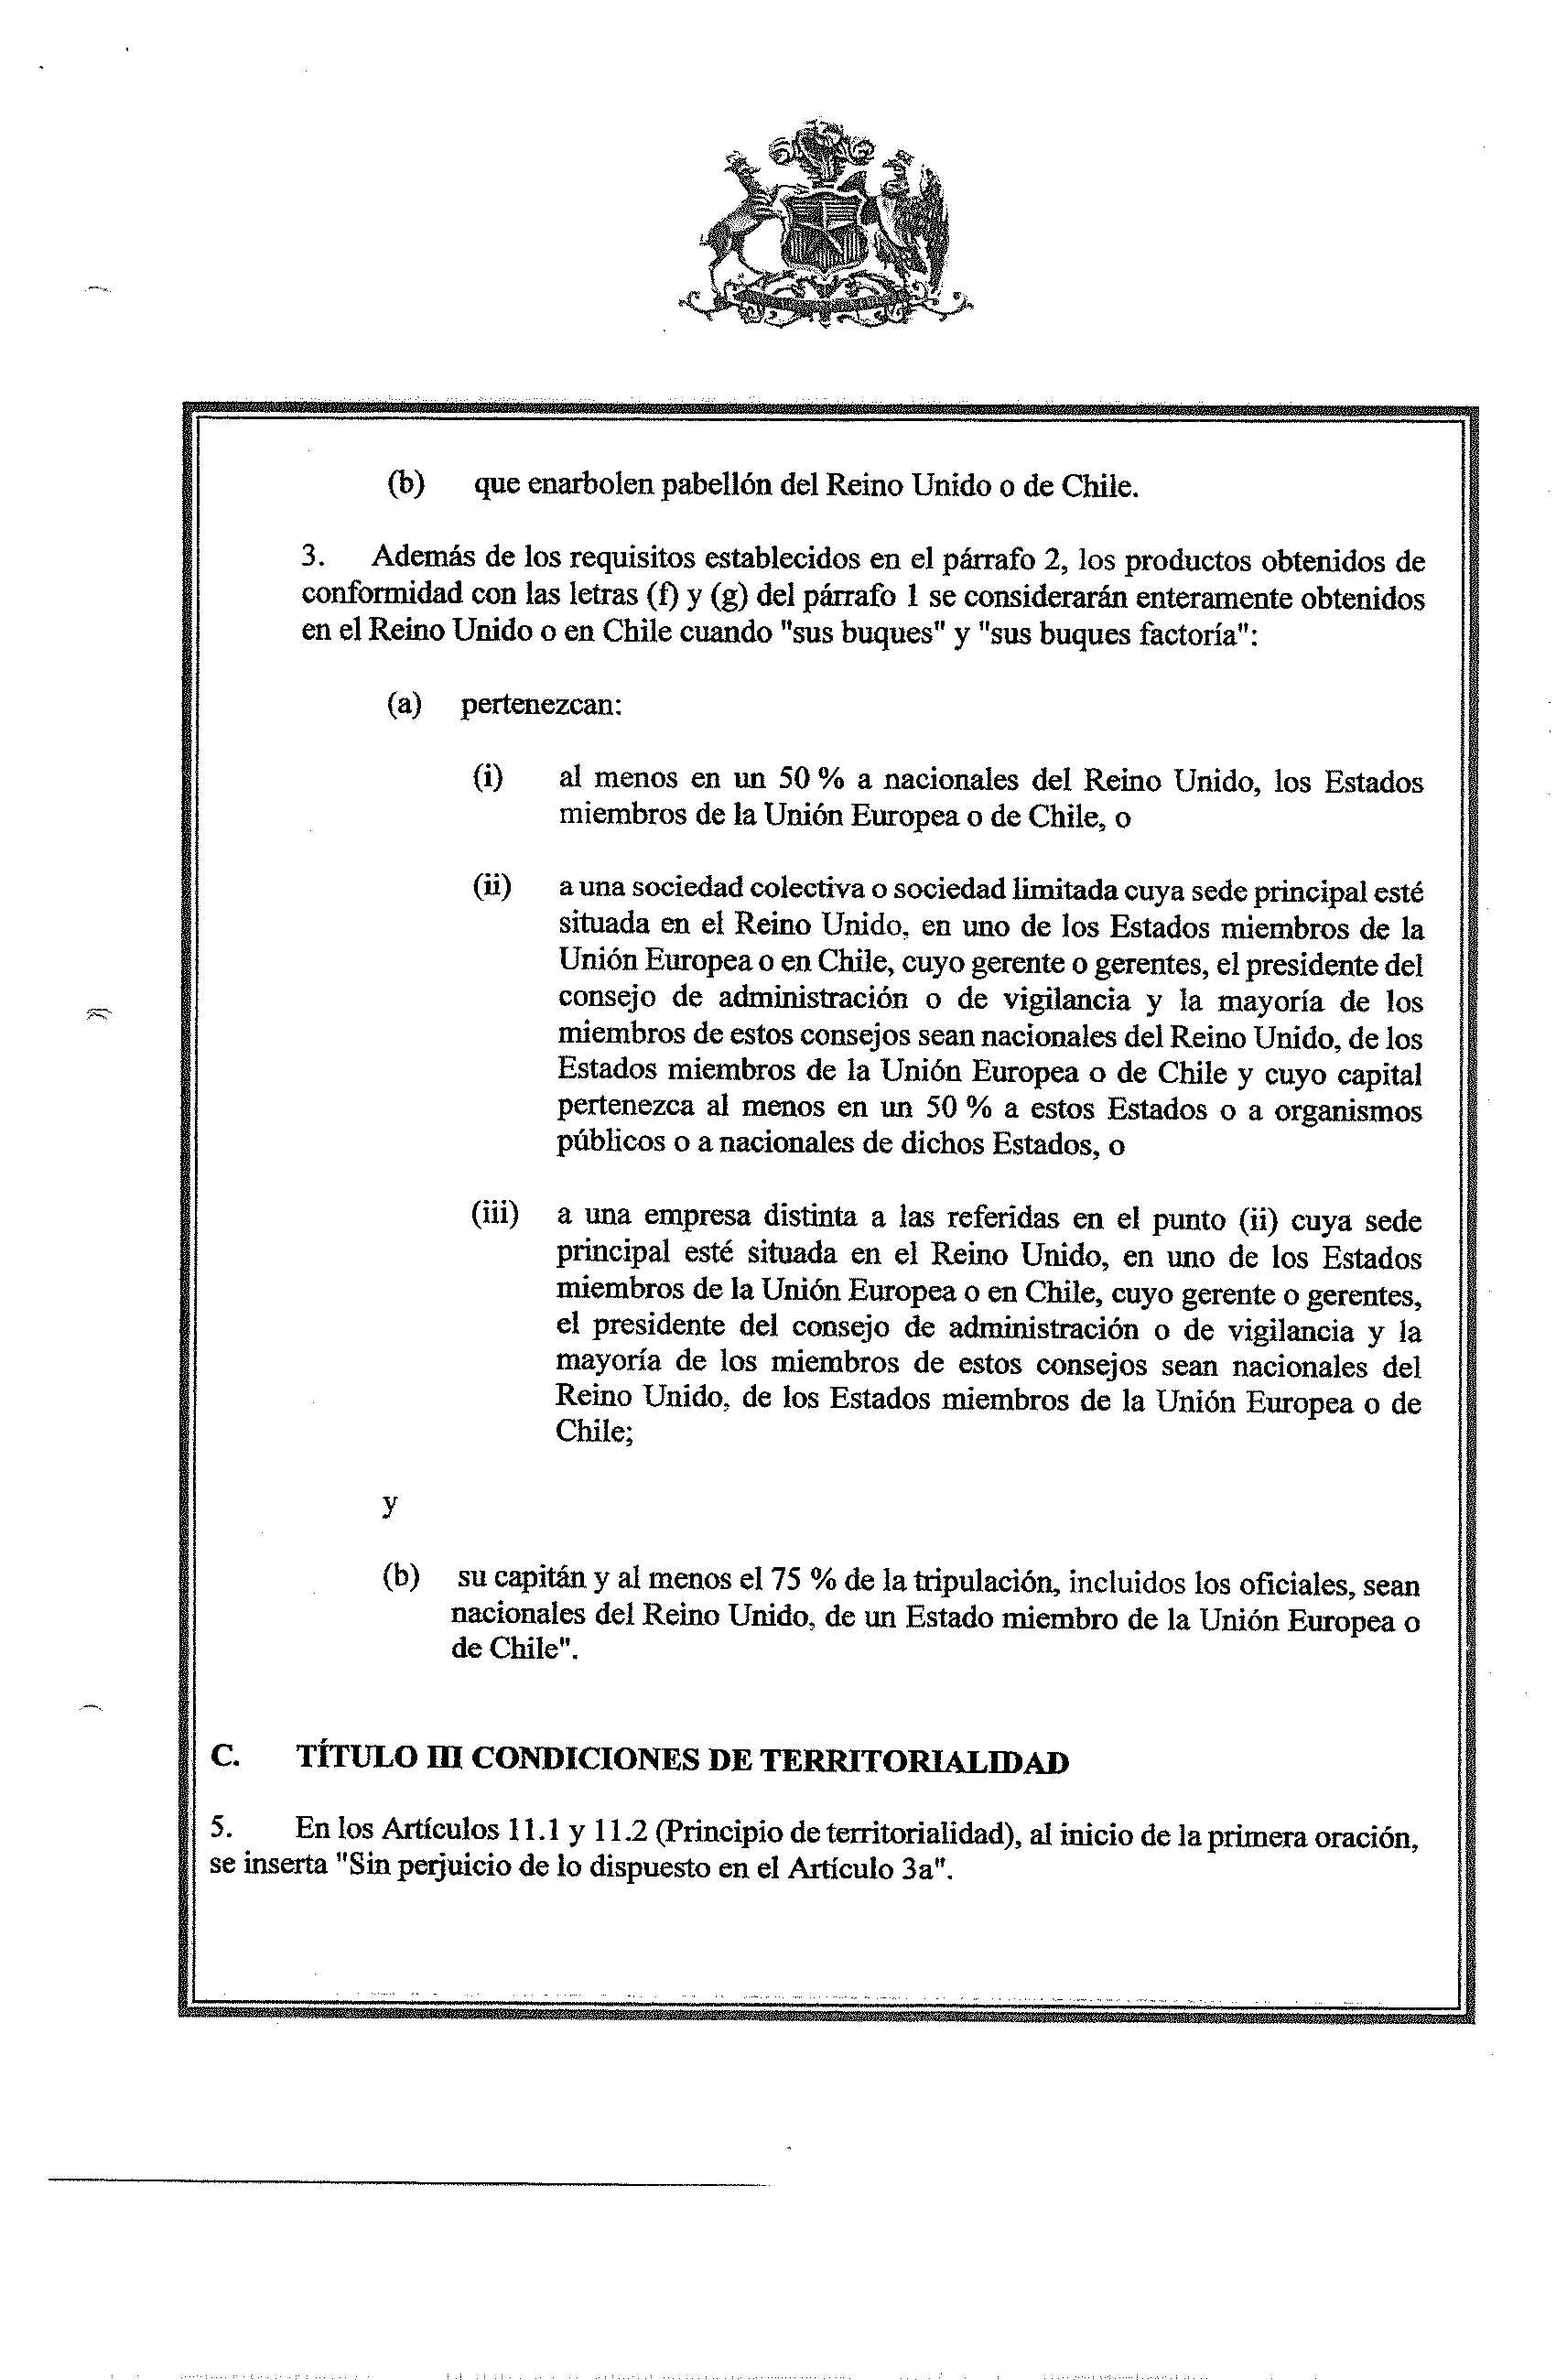 (b) que enarbolen pabellón del Reino Unido o de Chile.
3. Además de los requisitos establecidos en el párrafo 2, los productos obtenidos de
conformidad con las letras (f) y (g) del párrafo 1 se considerarán enteramente obtenidos
en el Reino Unido o en Chile cuando "sus buques" y "sus buques factoría":
(a) pertenezcan:
(i) al menos en un 50 % a nacionales del Reino Unido, los Estados
miembros de la Unión Europea o de Chile, o
(ii) a una sociedad colectiva o sociedad limitada cuya sede principal esté
situada en el Reino Unido, en uno de los Estados miembros de la
Unión Europea o en Chile, cuyo gerente o gerentes, el presidente del
consejo de administración o de vigilancia y la mayoría de los
miembros de estos consejos sean nacionales del Reino Unido, de los
Estados miembros de la Unión Europea o de Chile y cuyo capital
pertenezca al menos en un 50 % a estos Estados o a organismos
públicos o a nacionales de dichos Estados, o
(iii) a una empresa distinta a las referidas en el punto (ii) cuya sede
principal esté situada en el Reino Unido, en uno de los Estados
miembros de la Unión Europea o en Chile, cuyo gerente o gerentes,
el presidente del consejo de administración o de vigilancia y la
mayoría de los miembros de estos consejos sean nacionales del
Reino Unido, de los Estados miembros de la Unión Europea o de
Chile;
y
(b) su capitán y al menos el 75 % de la tripulación, incluidos los oficiales, sean
nacionales del Reino Unido, de un Estado miembro de la Unión Europea o
de Chile".
C. TÍTULO III CONDICIONES DE TERRITORIALIDAD
5. En los Artículos 11.1 y 11.2 (Principio de territorialidad), al inicio de la primera oración,
se inserta "Sin perjuicio de lo dispuesto en el Artículo 3a".